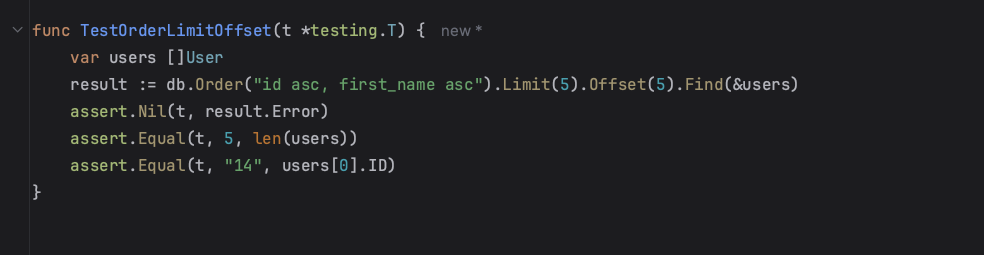 func TestOrderLimitOffset(t *testing.T) { new *
    var users []User
    result := db.Order("id asc, first_name asc").Limit(5).Offset(5).Find(&users)
    assert.Nil(t, result.Error)
    assert.Equal(t, 5, len(users))
    assert.Equal(t, "14", users[0].ID)
}